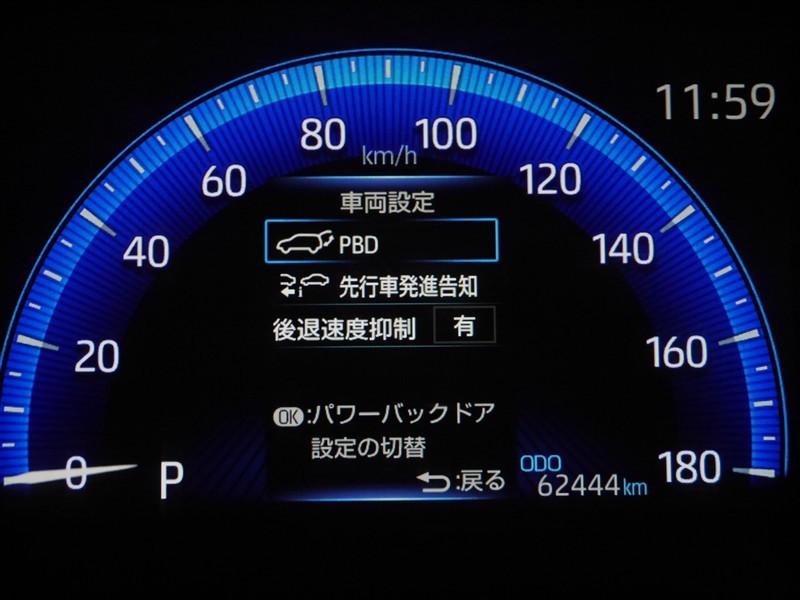 11:59
80 100
km/h
60 120
車両設定
40 140
PBD
先行車発進告知
後退速度抑制 有
20 160
OK:パワーバックドア
設定の切替
:戻る
0 P ODO 180
62444km